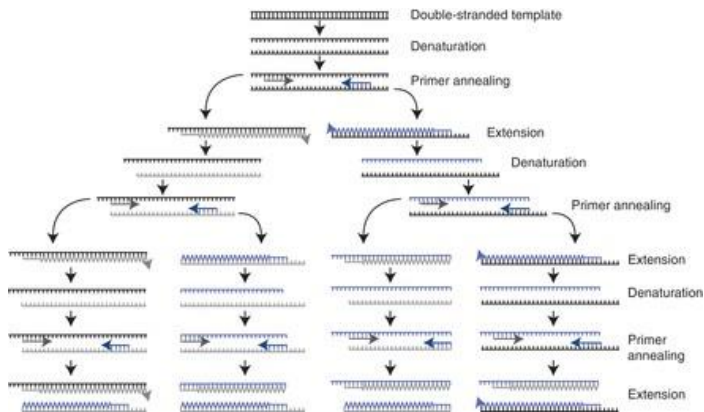 Double-stranded template
Denaturation
Primer annealing
Extension
Denaturation
Primer annealing
Extension
Denaturation
Primer
annealing
Extension